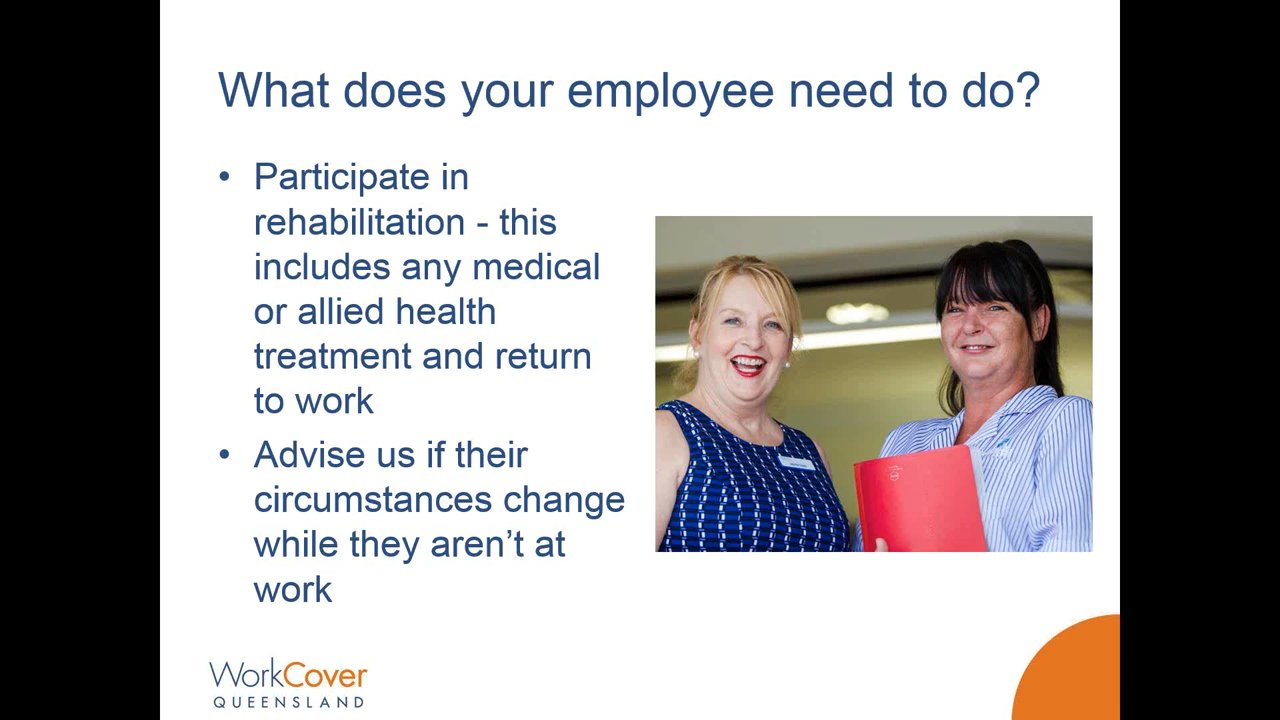 What does your employee need to do?
• Participate in
rehabilitation - this
includes any medical
or allied health
treatment and return
to work
• Advise us if their
circumstances change
while they aren’t at
work
WorkCover
QUEENSLAND